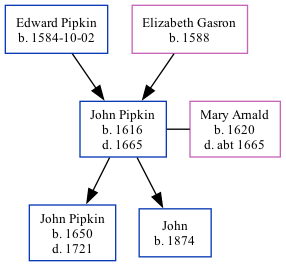 Edward Pipkin
b. 1584-10-02
Elizabeth Gasron
b. 1588
John Pipkin
b. 1616
d. 1665
Mary Arnald
b. 1620
d. abt 1665
John Pipkin
b. 1650
d. 1721
John
b. 1874